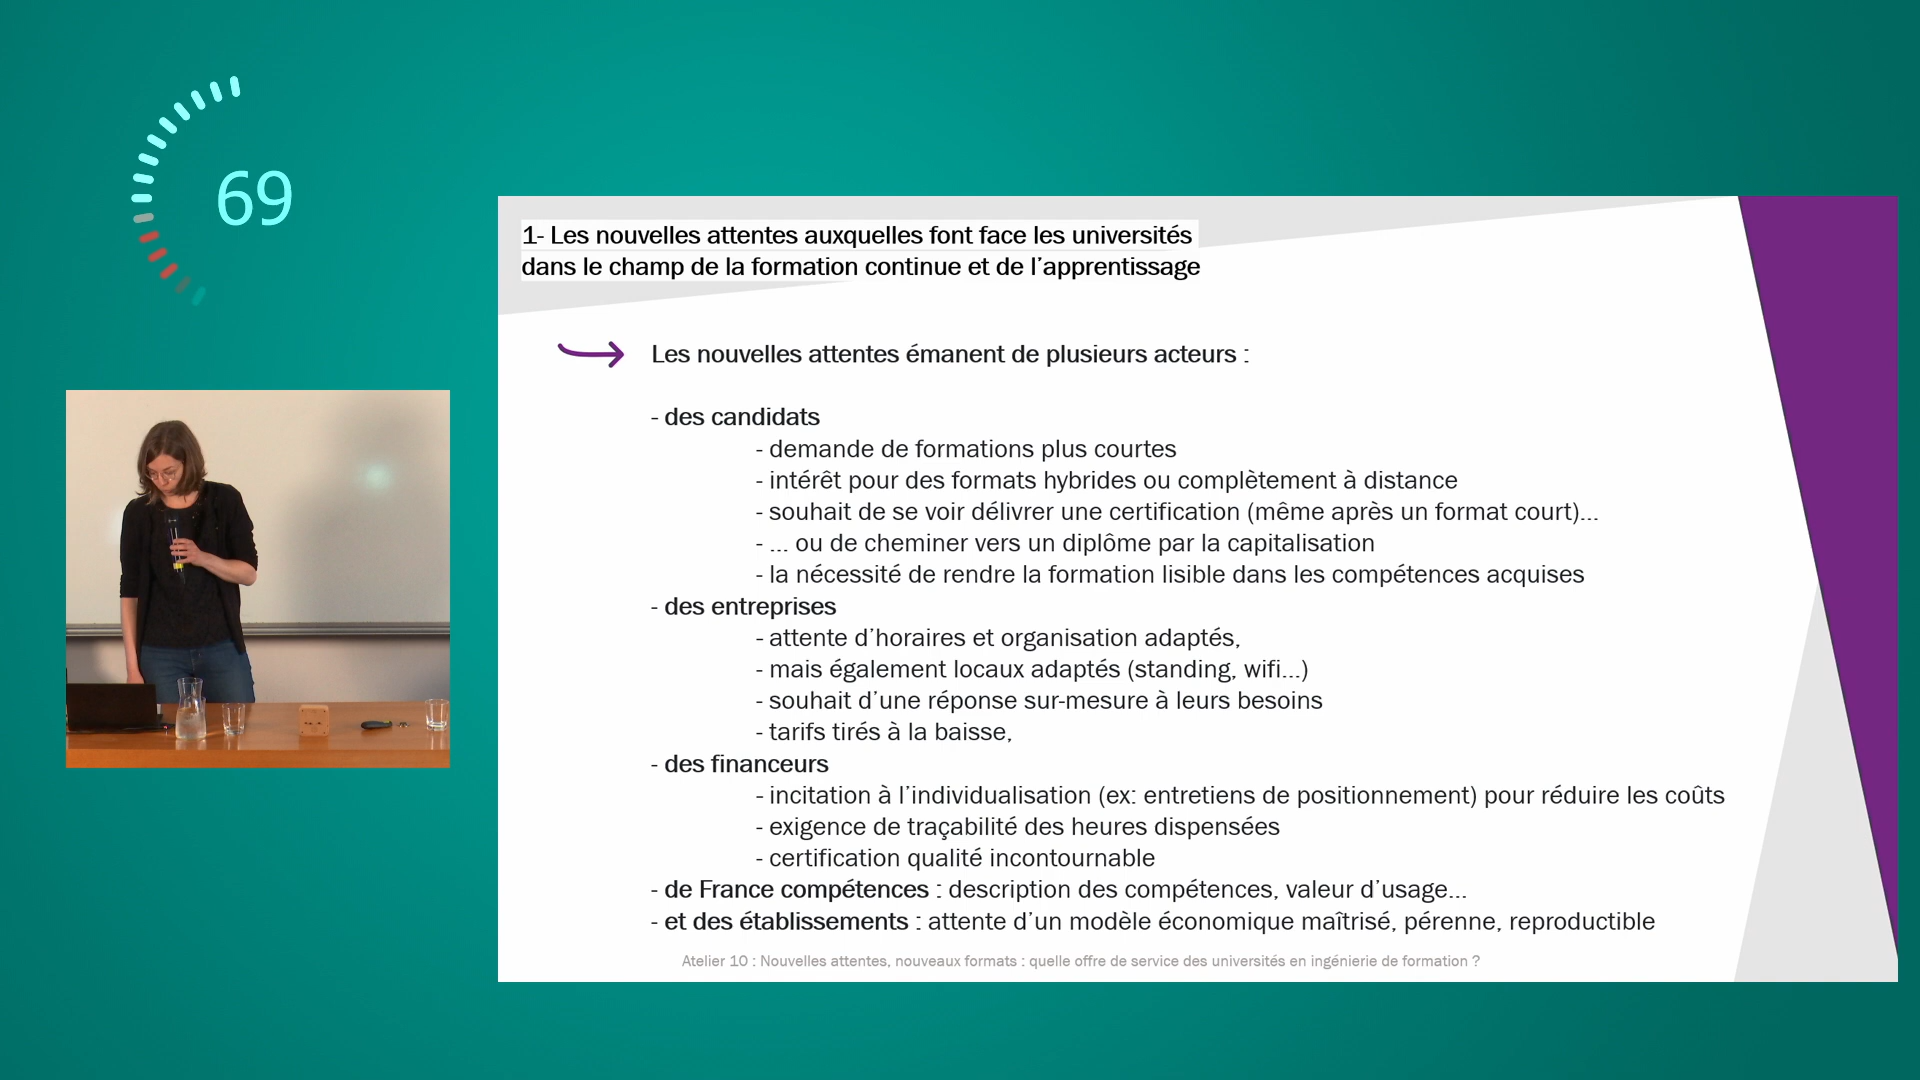 69
1- Les nouvelles attentes auxquelles font face les universités
dans le champ de la formation continue et de l’apprentissage
Les nouvelles attentes émanent de plusieurs acteurs :
- des candidats
- demande de formations plus courtes
- intérêt pour des formats hybrides ou complètement à distance
- souhait de se voir délivrer une certification (même après un format court)...
- ... ou de cheminer vers un diplôme par la capitalisation
- la nécessité de rendre la formation lisible dans les compétences acquises
- des entreprises
- attente d’horaires et organisation adaptés,
- mais également locaux adaptés (standing, wifi...)
- souhait d’une réponse sur-mesure à leurs besoins
- tarifs tirés à la baisse,
- des financeurs
- incitation à l’individualisation (ex: entretiens de positionnement) pour réduire les coûts
- exigence de traçabilité des heures dispensées
- certification qualité incontournable
- de France compétences : description des compétences, valeur d’usage...
- et des établissements : attente d’un modèle économique maîtrisé, pérenne, reproductible
Atelier 10 : Nouvelles attentes, nouveaux formats : quelle offre de service des universités en ingénierie de formation ?